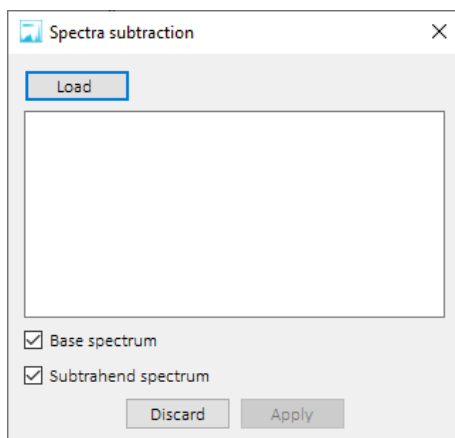 Spectra subtraction
Load
Base spectrum
Subtrahend spectrum
Discard Apply